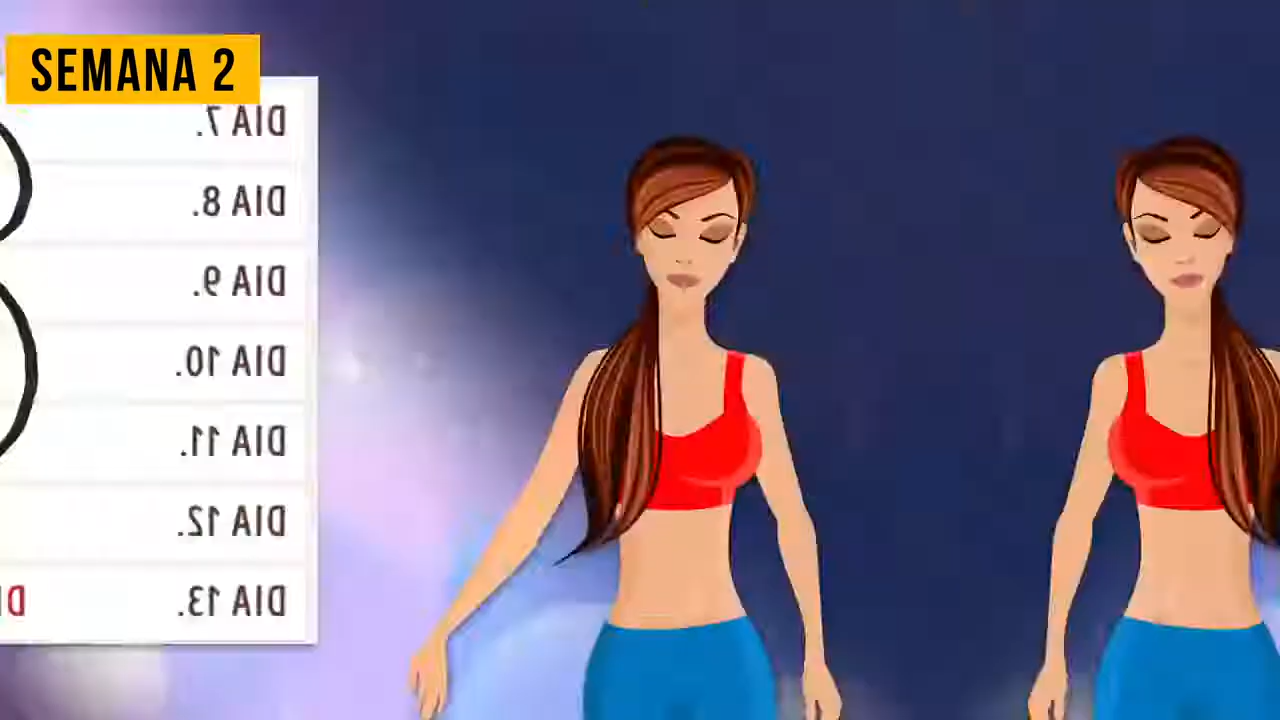 SEMANA 2
DIA 7.
DIA 8.
DIA 9.
DIA 10.
DIA 11.
DIA 12.
DIA 13.